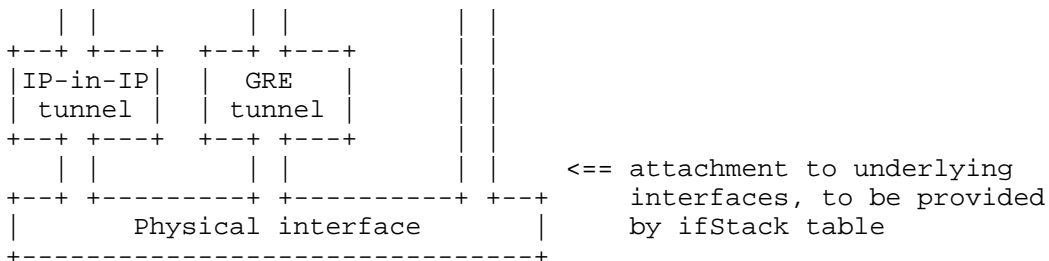 IP-in-IP GRE
tunnel tunnel
<== attachment to underlying
interfaces, to be provided
Physical interface by ifStack table